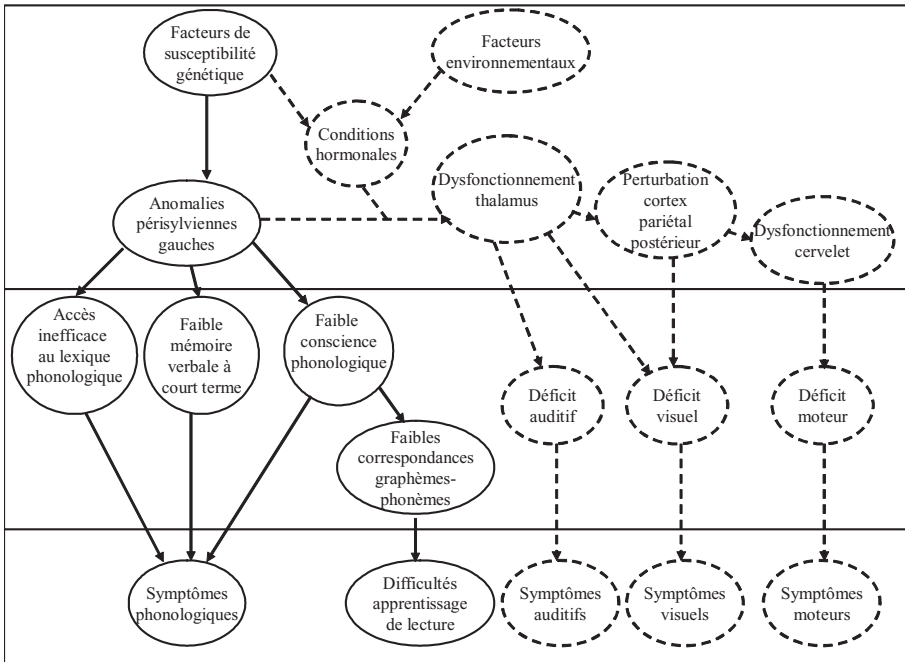 Facteurs de
susceptibilité
génétique
Facteurs
environnementaux
Conditions
hormonales
Anomalies
périsylviennes
gauches
Dysfonctionnement
thalamus
Perturbation
cortex
pariétal
postérieur
Dysfonctionnement
cervelet
Accès
inefficace
au lexique
phonologique
Faible
mémoire
verbale à
court terme
Faible
conscience
phonologique
Faibles
correspondances
graphèmes-
phonèmes
Déficit
auditif
Déficit
visuel
Déficit
moteur
Symptômes
phonologiques
Difficultés
apprentissage
de lecture
Symptômes
auditifs
Symptômes
visuels
Symptômes
moteurs